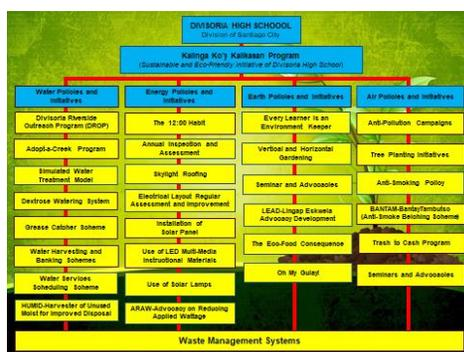 DIVISORIA HIGH SCHOOOL
Division of Santiago City
Kalinga Ko'y Kalikasan Program
(Sustainable and Eco-Friendly Initiative of Divisoria High School)
Water Policies and
Initiatives
Divisoria Riverside
Outreach Program (DROP)
Adopt-a-Creek Program
Simulated Water
Treatment Model
Dextrose Watering System
Grease Catcher Scheme
Water Harvesting and
Banking Schemes
Water Services
Scheduling Scheme
HUMID-Harvester of Unused
Moist for Improved Disposal
Energy Policies and
Initiatives
The 12:00 Habit
Annual Inspection and
Assessment
Skylight Roofing
Electrical Layout Regular
Assessment and Improvement
Installation of
Solar Panel
Use of LED Multi-Media
Instructional Materials
Use of Solar Lamps
ARAW-Advocacy on Reducing
Applied Wattage
Earth Policies and Initiatives
Every Learner is an
Environment Keeper
Vertical and Horizontal
Gardening
Seminar and Advocacies
LEAD-Lingap Eskwela
Advocacy Development
The Eco-Food Consequence
Oh My Gulay!
Air Policies and Initiatives
Anti-Pollution Campaigns
Tree Planting Initiatives
Anti-Smoking Policy
BANTAM-BantayTambutso
(Anti-Smoke Belching Scheme)
Trash to Cash Program
Seminars and Advocacies
Waste Management Systems